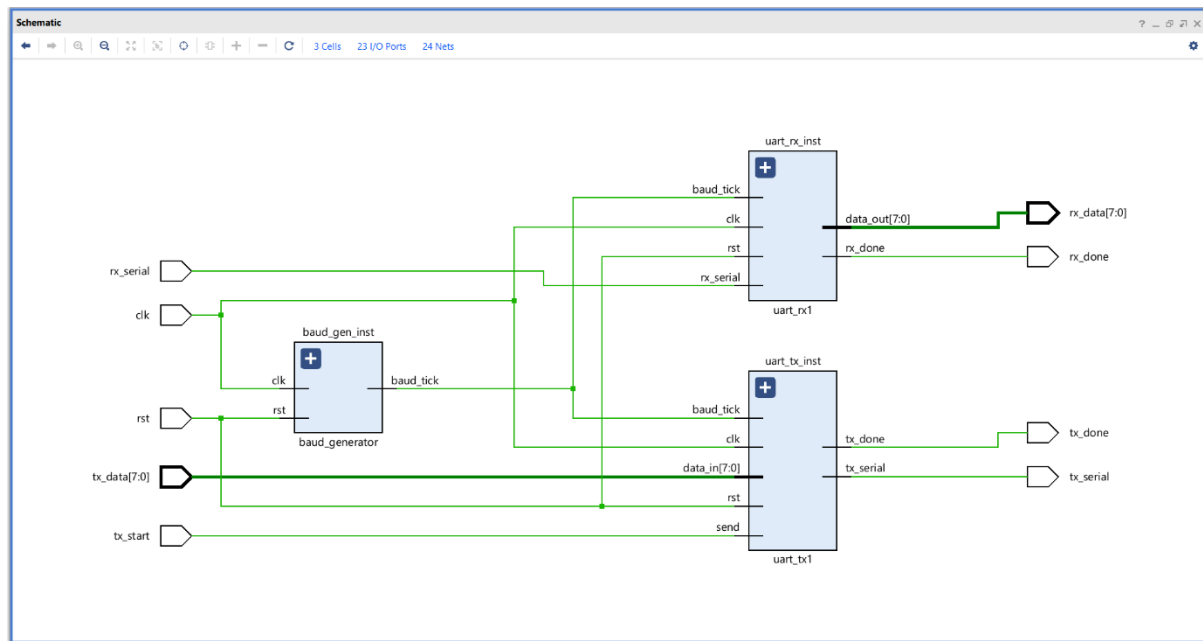 Schematic
3 Cells 23 I/O Ports 24 Nets
uart_rx_inst
baud_tick
clk
data_out[7:0]
rx_data[7:0]
rst
rx_done
rx_done
rx_serial
rx_serial
uart_rx1
clk
baud_gen_inst
clk
baud_tick
rst
rst
baud_generator
uart_tx_inst
baud_tick
clk
tx_done
tx_done
tx_data[7:0]
data_in[7:0]
tx_serial
tx_serial
rst
tx_start
send
uart_tx1